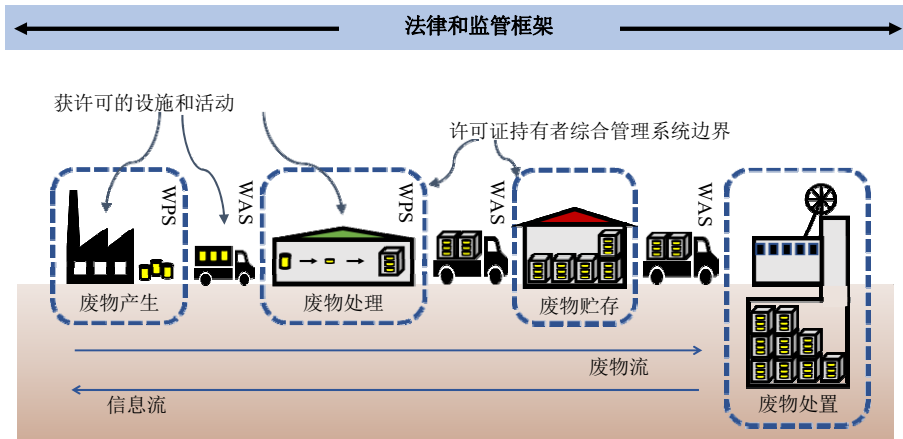 法律和监管框架
获许可的设施和活动
许可证持有者综合管理系统边界
WPS
WAS
WPS
WAS
WAS
废物产生
废物处理
废物贮存
废物处置
废物流
信息流